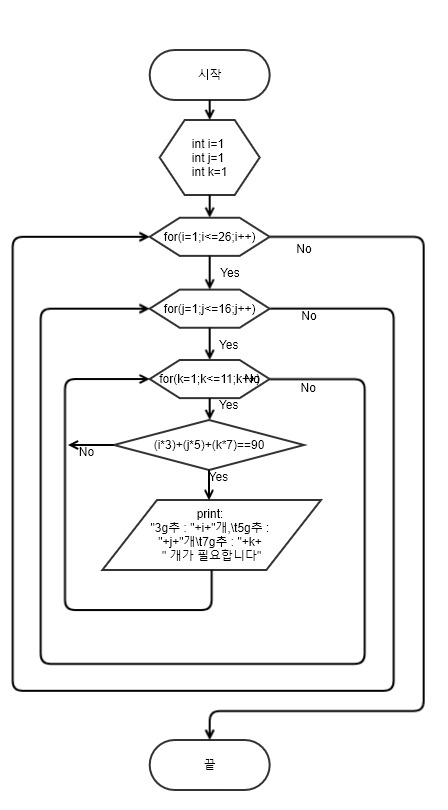 시작
int i=1
int j=1
int k=1
for(i=1;i<=26;i++)
No
Yes
for(j=1;j<=16;j++)
No
Yes
for(k=1;k<=11;k++)
No
No
Yes
(i*3)+(j*5)+(k*7)==90
No
Yes
print:
"3g추 : "+i+"개,\t5g추 :
"+j+"개\t7g추 : "+k+
" 개가 필요합니다"
끝